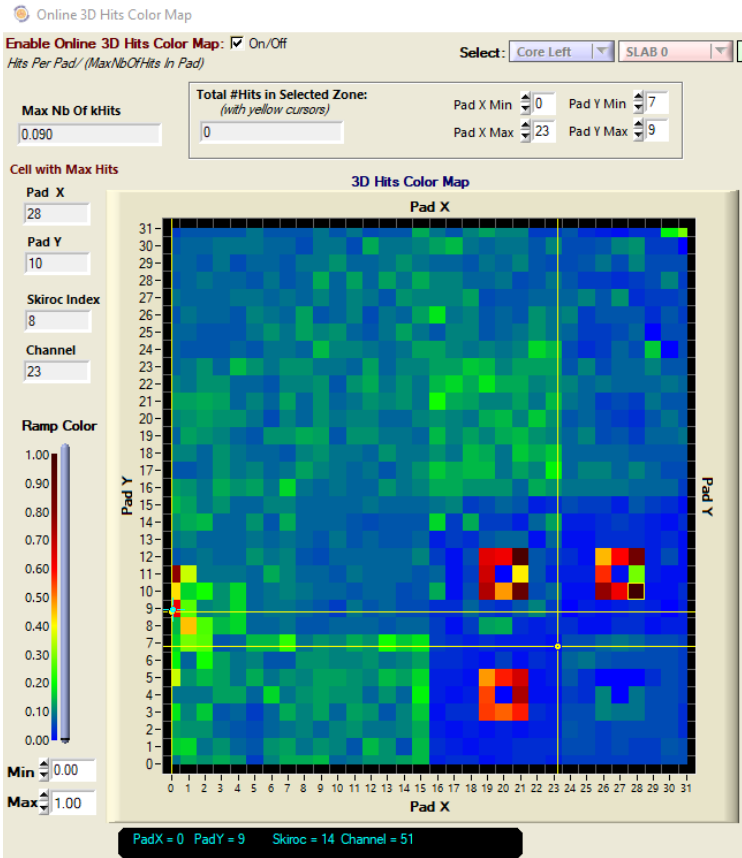 Online 3D Hits Color Map
Enable Online 3D Hits Color Map: On/Off
Hits Per Pad/ (MaxNbOfHits In Pad)
Select: Core Left SLAB 0
Max Nb Of kHits
0.090
Total #Hits in Selected Zone:
(with yellow cursors)
0
Pad X Min 0 Pad Y Min 7
Pad X Max 23 Pad Y Max 9
Cell with Max Hits
Pad X
28
Pad Y
10
Skiroc Index
8
Channel
23
Ramp Color
1.00
0.90
0.80
0.70
0.60
0.50
0.40
0.30
0.20
0.10
0.00
Min 0.00
Max 1.00
3D Hits Color Map
Pad X
31
30
29
28
27
26
25
24
23
22
21
20
19
18
17
16
15
14
13
12
11
10
9
8
7
6
5
4
3
2
1
0
Pad Y
Pad Y
0 1 2 3 4 5 6 7 8 9 10 11 12 13 14 15 16 17 18 19 20 21 22 23 24 25 26 27 28 29 30 31
Pad X
PadX = 0 PadY = 9 Skiroc = 14 Channel = 51